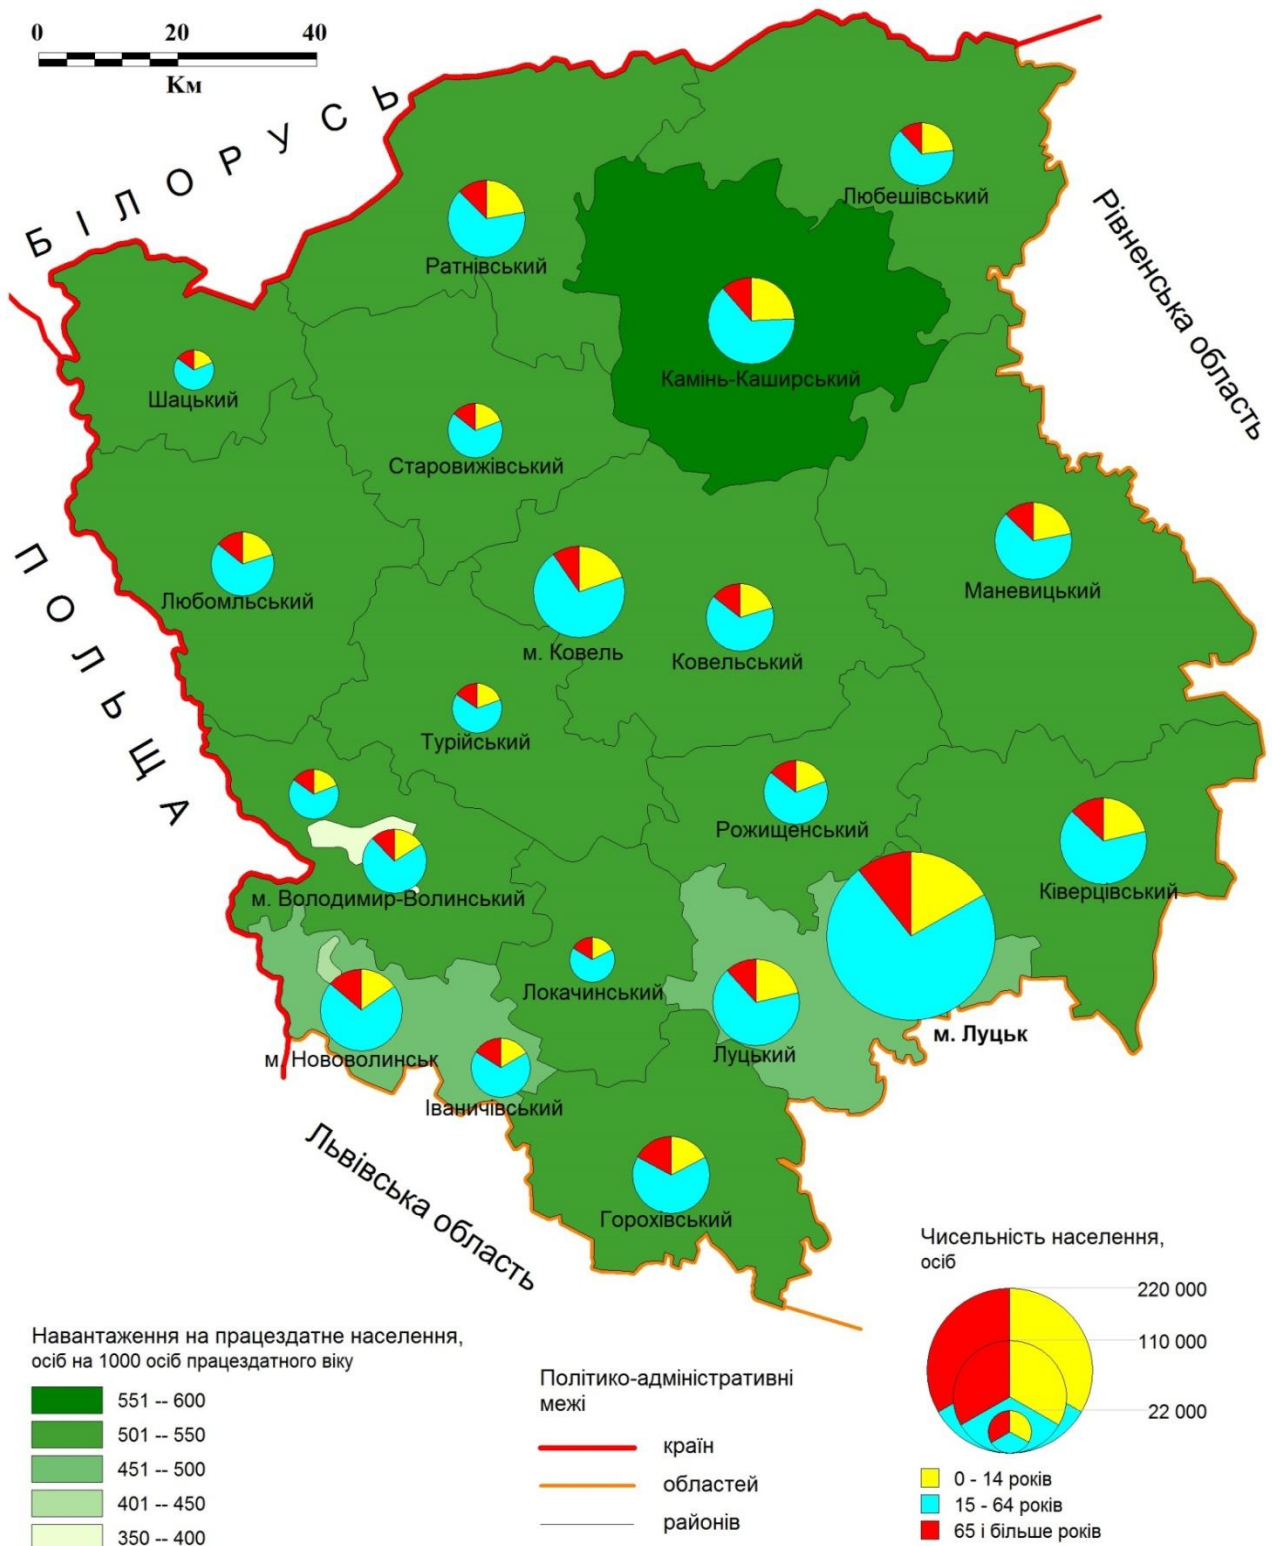 0 20 40
Км
БІЛОРУСЬ
Любешівський
Рівненська область
Ратнівський
Камінь-Каширський
Шацький
Старовижівський
ПОЛЬЩА
Любомльський
Маневицький
м. Ковель
Ковельський
Турійський
Рожищенський
Ківерцівський
м. Володимир-Волинський
Локачинський
м. Луцьк
м. Нововолинськ
Луцький
Іваничівський
Львівська область
Горохівський
Чисельність населення,
осіб
220 000
110 000
22 000
0 - 14 років
15 - 64 років
65 і більше років
Навантаження на працездатне населення,
осіб на 1000 осіб працездатного віку
551 -- 600
501 -- 550
451 -- 500
401 -- 450
350 -- 400
Політико-адміністративні
межі
країн
областей
районів